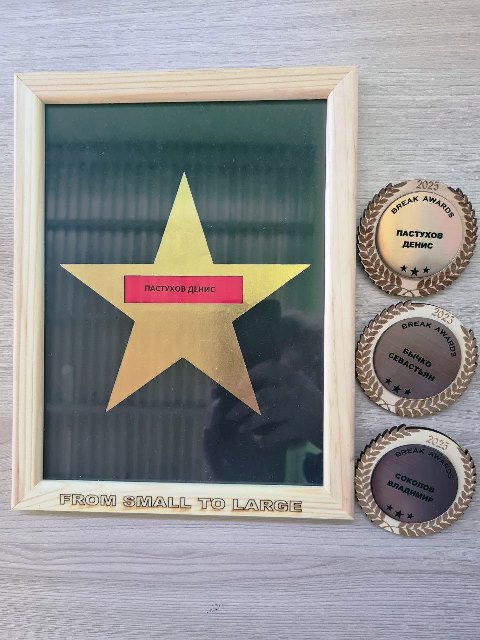 ПАСТУХОВ ДЕНИС
FROM SMALL TO LARGE
2025
BREAK AWARDS
ПАСТУХОВ
ДЕНИС
2025
BREAK AWARDS
БЫЧКО
СЕВАСТЬЯН
2025
BREAK AWARDS
СОКОЛОВ
ВЛАДИМИР